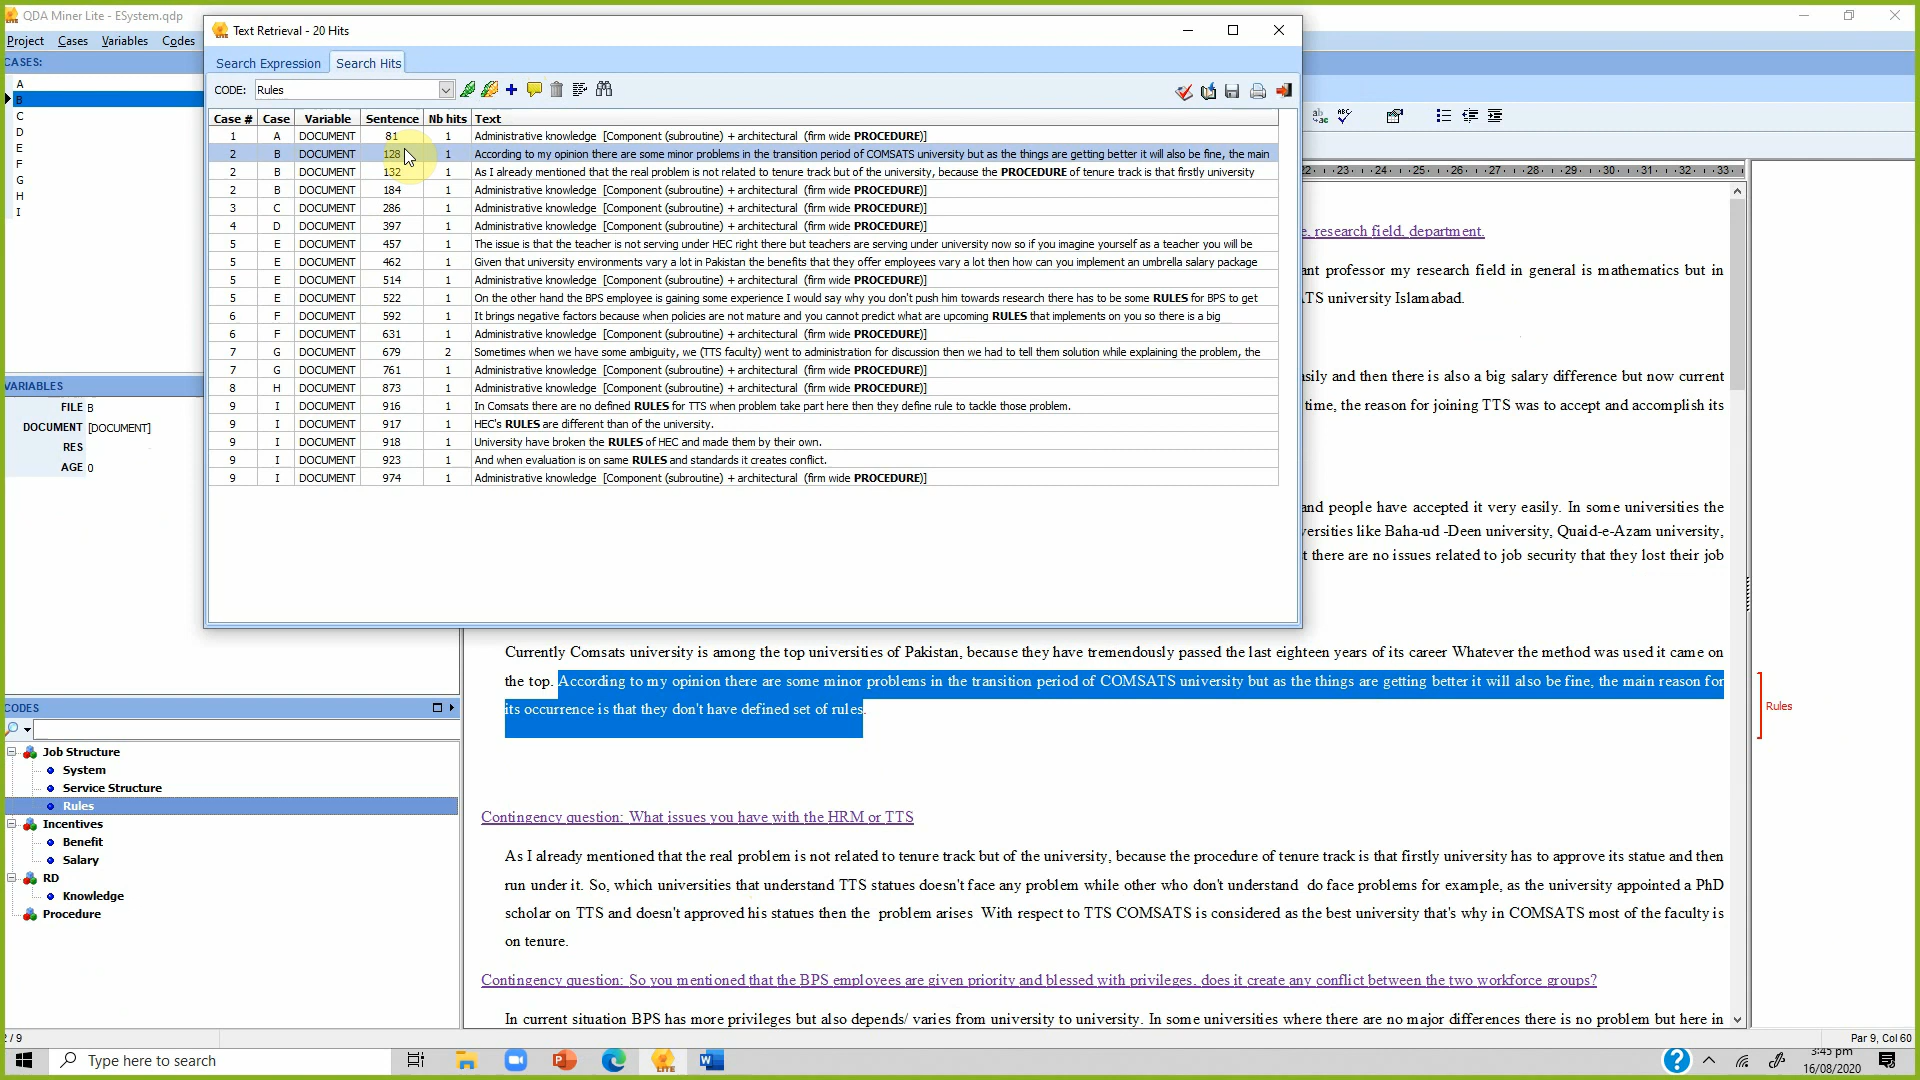 QDA Miner Lite - ESystem.qdp
Project Cases Variables Codes
CASES:
A
B
C
D
E
F
G
H
I
Text Retrieval - 20 Hits
Search Expression Search Hits
CODE: Rules
Case # Case Variable Sentence Nb hits Text
1 A DOCUMENT 81 1 Administrative knowledge [Component (subroutine) + architectural (firm wide PROCEDURE)]
2 B DOCUMENT 128 1 According to my opinion there are some minor problems in the transition period of COMSATS university but as the things are getting better it will also be fine, the main
2 B DOCUMENT 132 1 As I already mentioned that the real problem is not related to tenure track but of the university, because the PROCEDURE of tenure track is that firstly university
2 B DOCUMENT 184 1 Administrative knowledge [Component (subroutine) + architectural (firm wide PROCEDURE)]
3 C DOCUMENT 286 1 Administrative knowledge [Component (subroutine) + architectural (firm wide PROCEDURE)]
4 D DOCUMENT 397 1 Administrative knowledge [Component (subroutine) + architectural (firm wide PROCEDURE)]
5 E DOCUMENT 457 1 The issue is that the teacher is not serving under HEC right there but teachers are serving under university now so if you imagine yourself as a teacher you will be
5 E DOCUMENT 462 1 Given that university environments vary a lot in Pakistan the benefits that they offer employees vary a lot then how can you implement an umbrella salary package
5 E DOCUMENT 514 1 Administrative knowledge [Component (subroutine) + architectural (firm wide PROCEDURE)]
5 E DOCUMENT 522 1 On the other hand the BPS employee is gaining some experience I would say why you don't push him towards research there has to be some RULES for BPS to get
6 F DOCUMENT 592 1 It brings negative factors because when policies are not mature and you cannot predict what are upcoming RULES that implements on you so there is a big
6 F DOCUMENT 631 1 Administrative knowledge [Component (subroutine) + architectural (firm wide PROCEDURE)]
7 G DOCUMENT 679 2 Sometimes when we have some ambiguity, we (TTS faculty) went to administration for discussion then we had to tell them solution while explaining the problem, the
7 G DOCUMENT 761 1 Administrative knowledge [Component (subroutine) + architectural (firm wide PROCEDURE)]
8 H DOCUMENT 873 1 Administrative knowledge [Component (subroutine) + architectural (firm wide PROCEDURE)]
9 I DOCUMENT 916 1 In Comsats there are no defined RULES for TTS when problem take part here then they define rule to tackle those problem.
9 I DOCUMENT 917 1 HEC's RULES are different than of the university.
9 I DOCUMENT 918 1 University have broken the RULES of HEC and made them by their own.
9 I DOCUMENT 923 1 And when evaluation is on same RULES and standards it creates conflict.
9 I DOCUMENT 974 1 Administrative knowledge [Component (subroutine) + architectural (firm wide PROCEDURE)]
VARIABLES
FILE B
DOCUMENT [DOCUMENT]
RES
AGE 0
CODES
Job Structure
System
Service Structure
Rules
Incentives
Benefit
Salary
RD
Knowledge
Procedure
22 23 24 25 26 27 28 29 30 31 32 33
e, research field, department.
ant professor my research field in general is mathematics but in
TS university Islamabad.
sily and then there is also a big salary difference but now current
time, the reason for joining TTS was to accept and accomplish its
and people have accepted it very easily. In some universities the
versities like Baha-ud -Deen university, Quaid-e-Azam university,
t there are no issues related to job security that they lost their job
Currently Comsats university is among the top universities of Pakistan, because they have tremendously passed the last eighteen years of its career Whatever the method was used it came on
the top. According to my opinion there are some minor problems in the transition period of COMSATS university but as the things are getting better it will also be fine, the main reason for
its occurrence is that they don't have defined set of rules.
Rules
Contingency question: What issues you have with the HRM or TTS
As I already mentioned that the real problem is not related to tenure track but of the university, because the procedure of tenure track is that firstly university has to approve its statue and then
run under it. So, which universities that understand TTS statues doesn't face any problem while other who don't understand do face problems for example, as the university appointed a PhD
scholar on TTS and doesn't approved his statues then the problem arises With respect to TTS COMSATS is considered as the best university that's why in COMSATS most of the faculty is
on tenure.
Contingency question: So you mentioned that the BPS employees are given priority and blessed with privileges, does it create any conflict between the two workforce groups?
In current situation BPS has more privileges but also depends/ varies from university to university. In some universities where there are no major differences there is no problem but here in
2 / 9
Par 9, Col 60
Type here to search
3:45 pm
16/08/2020